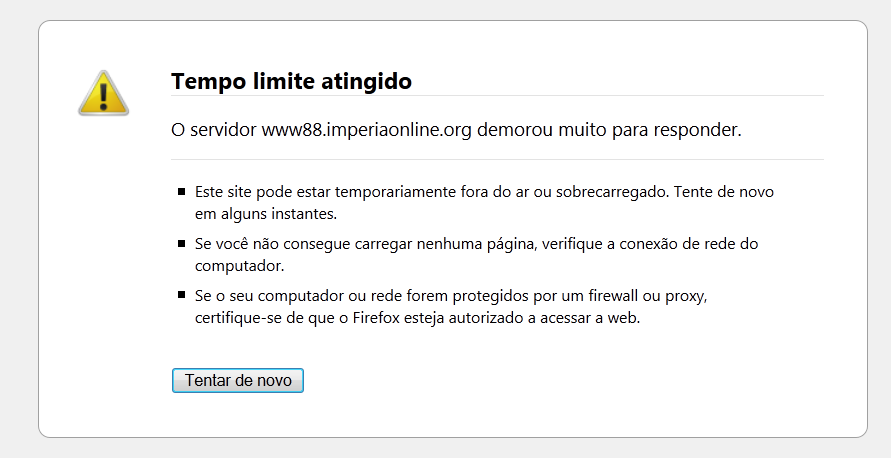 Tempo limite atingido
O servidor www88.imperiaonline.org demorou muito para responder.
Este site pode estar temporariamente fora do ar ou sobrecarregado. Tente de novo
em alguns instantes.
Se você não consegue carregar nenhuma página, verifique a conexão de rede do
computador.
Se o seu computador ou rede forem protegidos por um firewall ou proxy,
certifique-se de que o Firefox esteja autorizado a acessar a web.
Tentar de novo